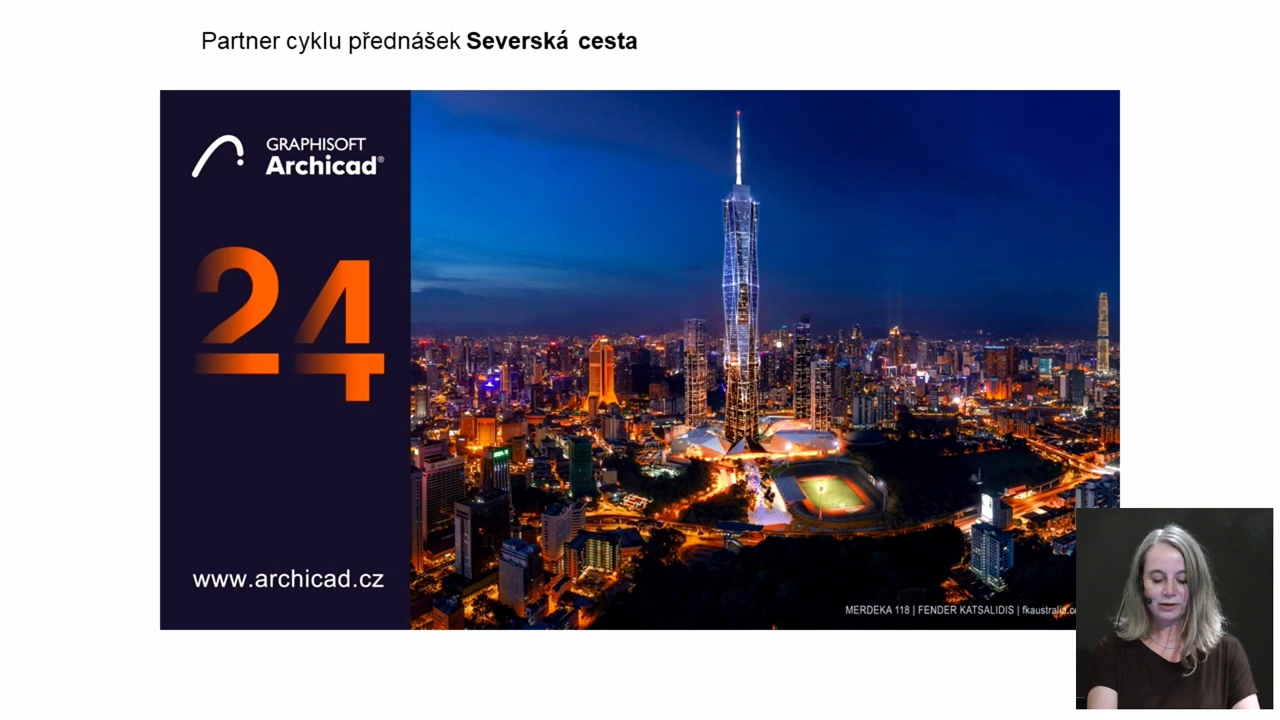 Partner cyklu přednášek Severská cesta
GRAPHISOFT
Archicad®
24
www.archicad.cz
MERDEKA 118 | FENDER KATSALIDIS |